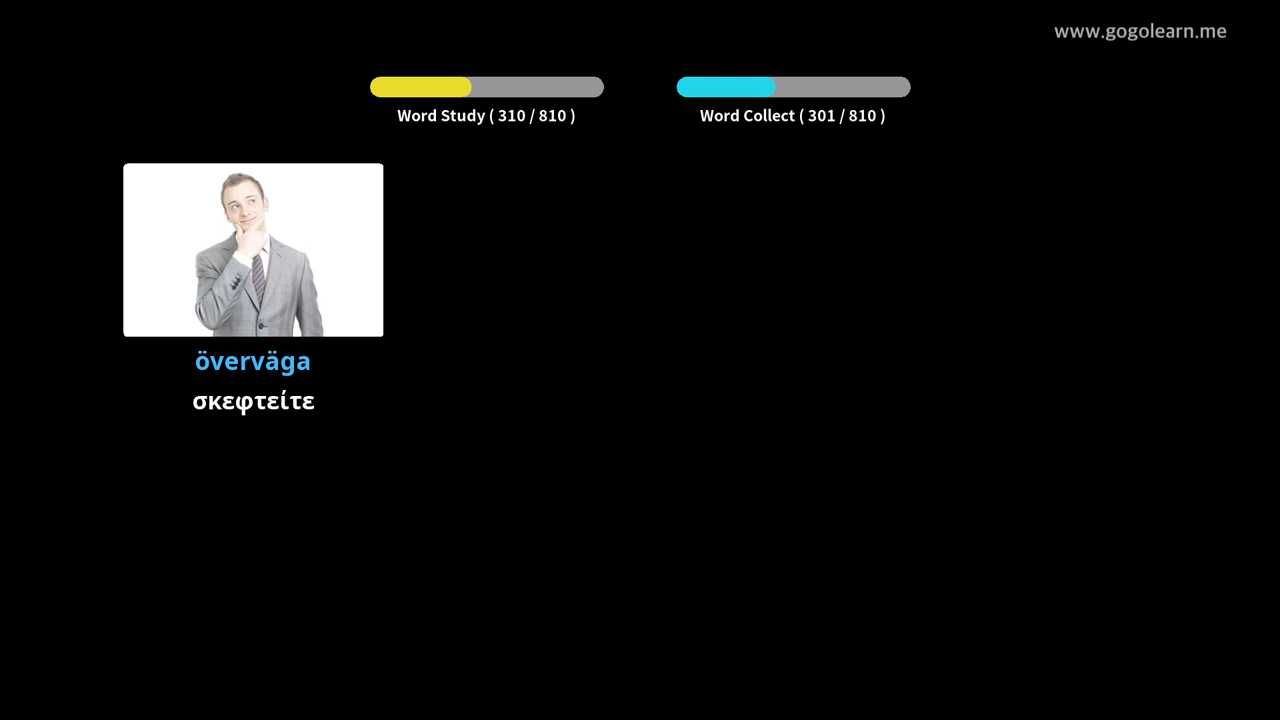 www.gogolearn.me
Word Study ( 310 / 810 )
Word Collect ( 301 / 810 )
överväga
σκεφτείτε